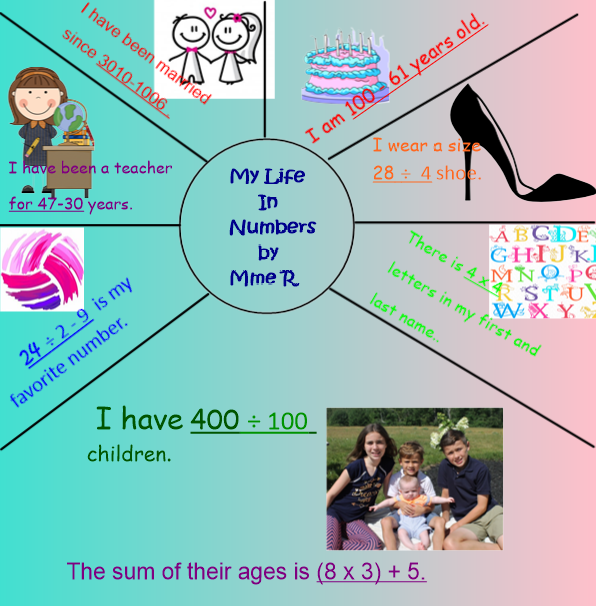 I have been married
since 3010-1006
I am 100 - 61 years old.
I have been a teacher
for 47-30 years.
I wear a size
28 ÷ 4 shoe.
My Life
In
Numbers
by
Mme R
There is 4 x 4
letters in my first and
last name..
A B C D E
G H I J K
M N O P
R S T U V
W X Y
24 ÷ 2 - 9 is my
favorite number.
I have 400 ÷ 100
children.
The sum of their ages is (8 x 3) + 5.